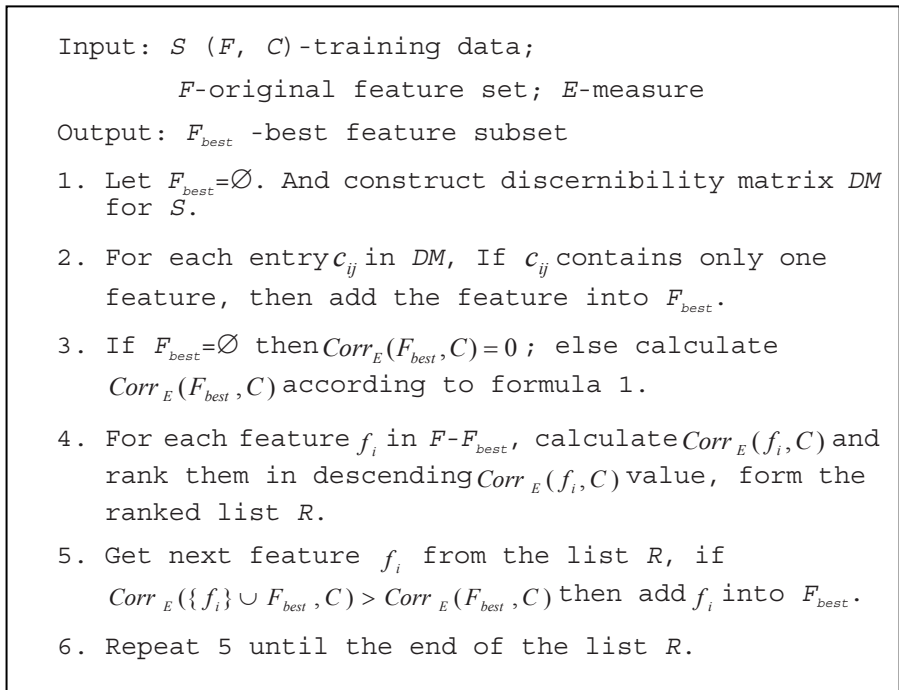 Input: S (F, C)-training data;
F-original feature set; E-measure
Output: F_best -best feature subset
1. Let F_best=∅. And construct discernibility matrix DM
for S.
2. For each entry c_ij in DM, If c_ij contains only one
feature, then add the feature into F_best.
3. If F_best=∅ then Corr_E(F_best,C)=0; else calculate
Corr_E(F_best,C) according to formula 1.
4. For each feature f_i in F-F_best, calculate Corr_E(f_i,C) and
rank them in descending Corr_E(f_i,C) value, form the
ranked list R.
5. Get next feature f_i from the list R, if
Corr_E({f_i}∪F_best,C)>Corr_E(F_best,C) then add f_i into F_best.
6. Repeat 5 until the end of the list R.